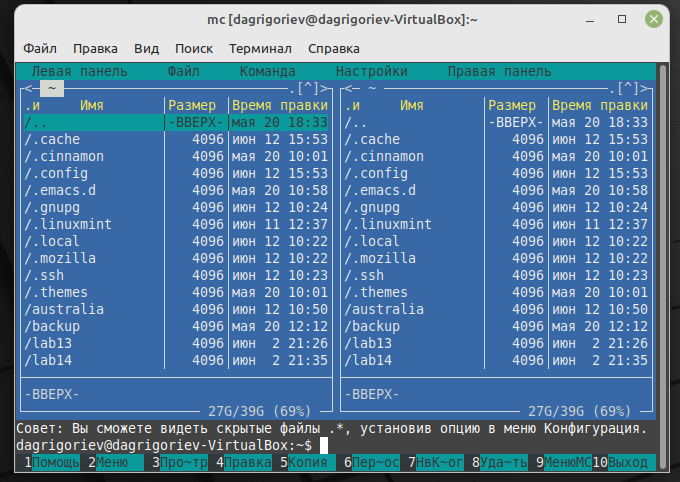 mc [dagrigoriev@dagrigoriev-VirtualBox]:~
Файл Правка Вид Поиск Терминал Справка
Левая панель Файл Команда Настройки Правая панель
<─ ~ .[^]> <─ ~ .[^]>
.и Имя Размер Время правки .и Имя Размер Время правки
/.. -ВВЕРХ- мая 20 18:33 /.. -ВВЕРХ- мая 20 18:33
/.cache 4096 июн 12 15:53 /.cache 4096 июн 12 15:53
/.cinnamon 4096 мая 20 10:01 /.cinnamon 4096 мая 20 10:01
/.config 4096 июн 12 15:53 /.config 4096 июн 12 15:53
/.emacs.d 4096 мая 20 10:58 /.emacs.d 4096 мая 20 10:58
/.gnupg 4096 июн 12 10:24 /.gnupg 4096 июн 12 10:24
/.linuxmint 4096 июн 11 12:37 /.linuxmint 4096 июн 11 12:37
/.local 4096 июн 12 10:22 /.local 4096 июн 12 10:22
/.mozilla 4096 июн 12 10:22 /.mozilla 4096 июн 12 10:22
/.ssh 4096 июн 12 10:23 /.ssh 4096 июн 12 10:23
/.themes 4096 мая 20 10:01 /.themes 4096 мая 20 10:01
/australia 4096 июн 12 10:50 /australia 4096 июн 12 10:50
/backup 4096 мая 20 12:12 /backup 4096 мая 20 12:12
/lab13 4096 июн 2 21:26 /lab13 4096 июн 2 21:26
/lab14 4096 июн 2 21:35 /lab14 4096 июн 2 21:35
-ВВЕРХ- -ВВЕРХ-
27G/39G (69%) 27G/39G (69%)
Совет: Вы сможете видеть скрытые файлы .*, установив опцию в меню Конфигурация.
dagrigoriev@dagrigoriev-VirtualBox:~$
1Помощь 2Меню 3Про~тр 4Правка 5Копия 6Пер~ос 7НвК~ог 8Уда~ть 9МенюМС10Выход